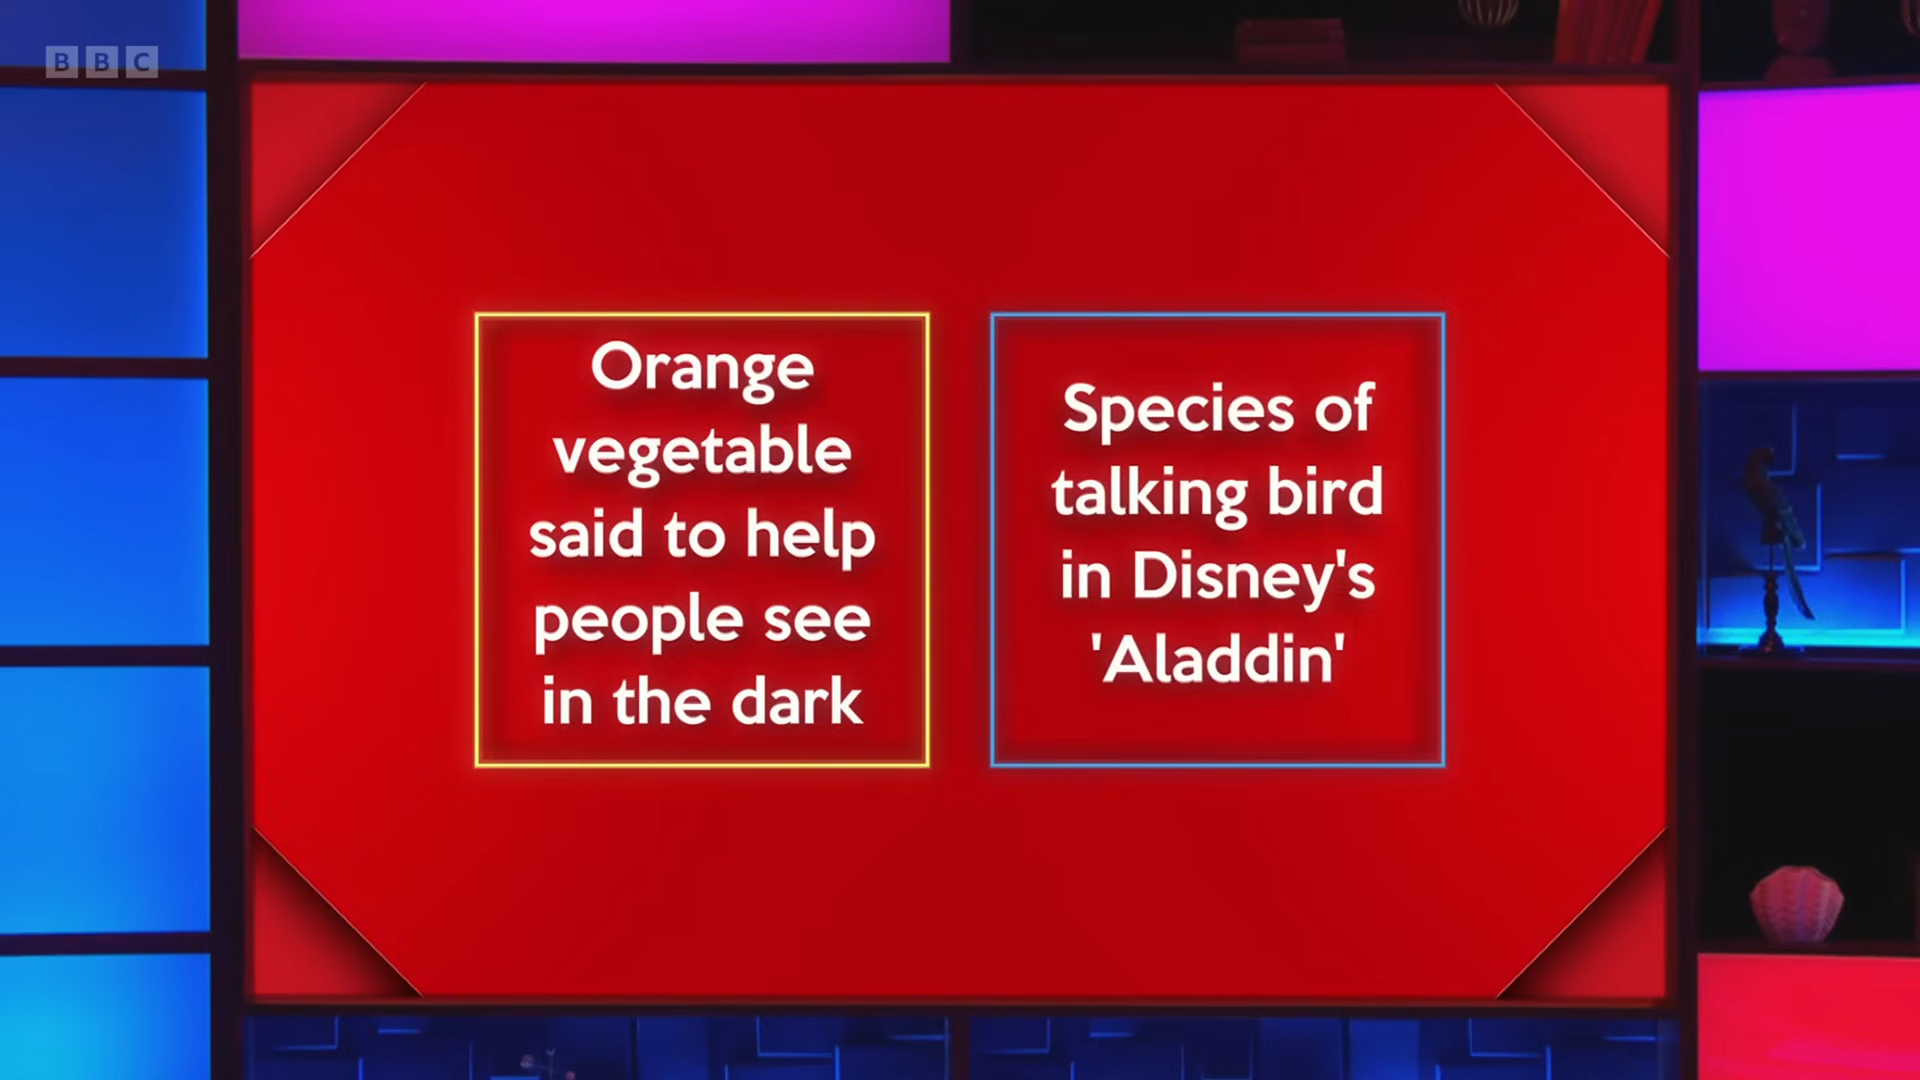 BBC
Orange
vegetable
said to help
people see
in the dark
Species of
talking bird
in Disney's
'Aladdin'